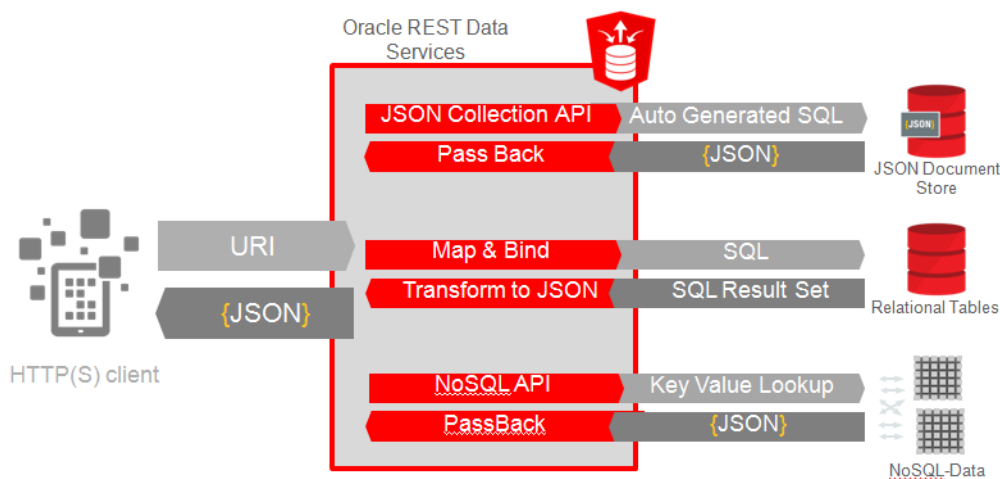 Oracle REST Data
Services
JSON Collection API
Auto Generated SQL
Pass Back
{JSON}
{JSON}
JSON Document
Store
URI
{JSON}
HTTP(S) client
Map & Bind
SQL
Transform to JSON
SQL Result Set
Relational Tables
NoSQL API
Key Value Lookup
PassBack
{JSON}
NoSQL-Data